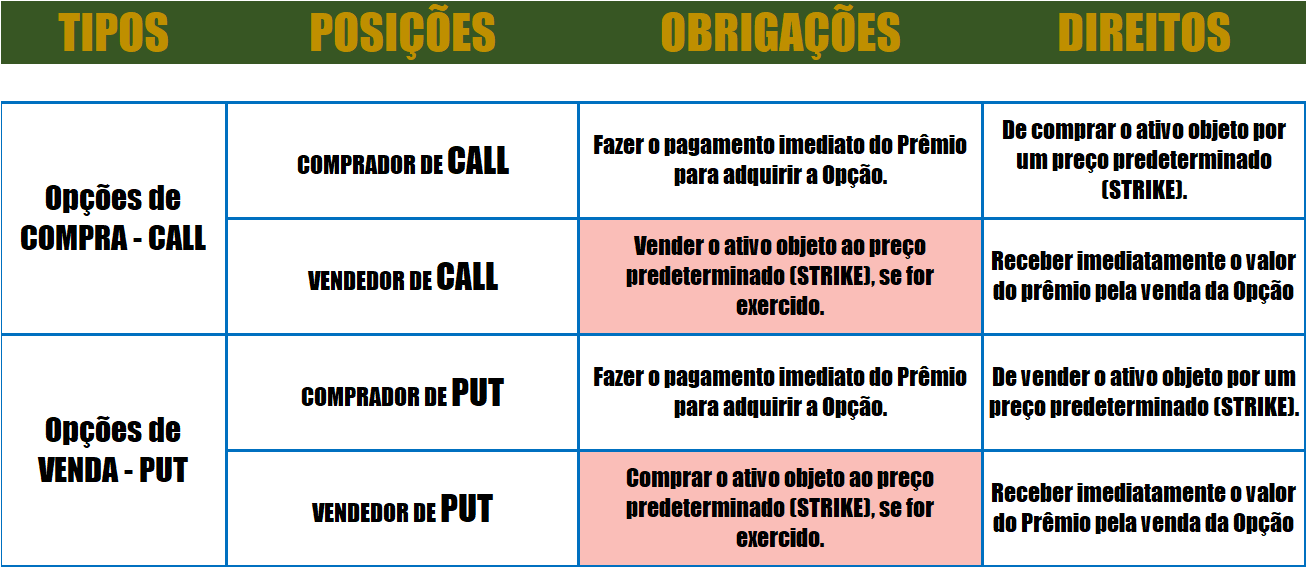 TIPOS POSIÇÕES OBRIGAÇÕES DIREITOS
Opções de
COMPRA - CALL
COMPRADOR DE CALL
Fazer o pagamento imediato do Prêmio
para adquirir a Opção.
De comprar o ativo objeto por
um preço predeterminado
(STRIKE).
VENDEDOR DE CALL
Vender o ativo objeto ao preço
predeterminado (STRIKE), se for
exercido.
Receber imediatamente o valor
do prêmio pela venda da Opção
Opções de
VENDA - PUT
COMPRADOR DE PUT
Fazer o pagamento imediato do Prêmio
para adquirir a Opção.
De vender o ativo objeto por um
preço predeterminado (STRIKE).
VENDEDOR DE PUT
Comprar o ativo objeto ao preço
predeterminado (STRIKE), se for
exercido.
Receber imediatamente o valor
do Prêmio pela venda da Opção